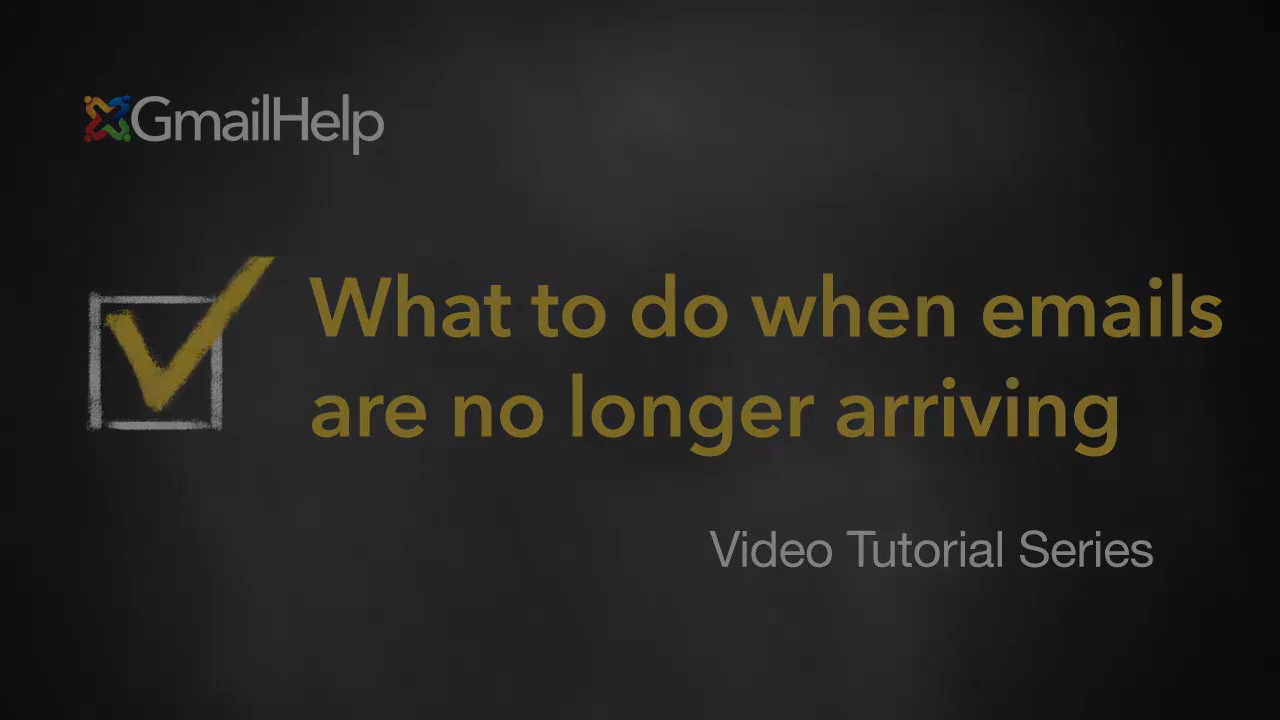 GmailHelp
What to do when emails
are no longer arriving
Video Tutorial Series